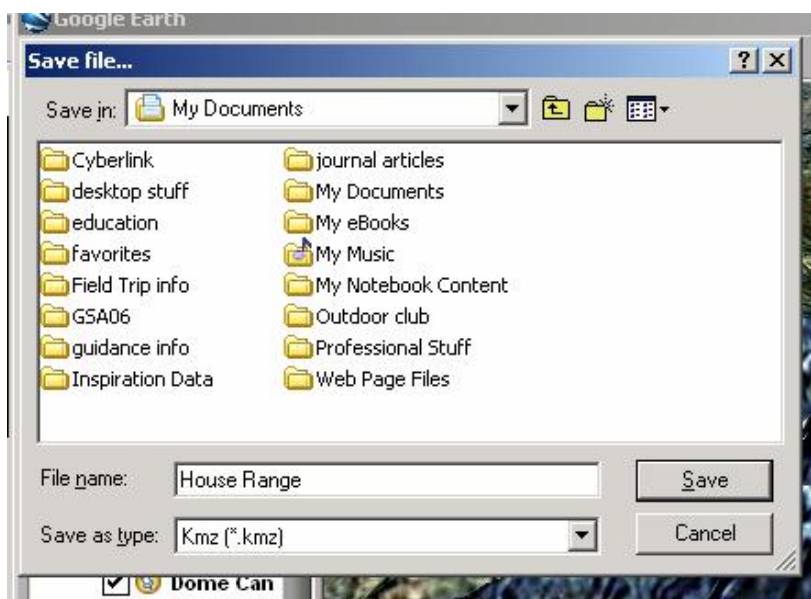 Google Earth
Save file...
Save in: My Documents
Cyberlink
desktop stuff
education
favorites
Field Trip info
GSA06
guidance info
Inspiration Data
journal articles
My Documents
My eBooks
My Music
My Notebook Content
Outdoor club
Professional Stuff
Web Page Files
File name: House Range
Save
Save as type: Kmz (*.kmz)
Cancel
Dome Can